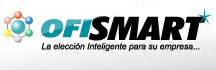 OFISMART
La elección Inteligente para su empresa...